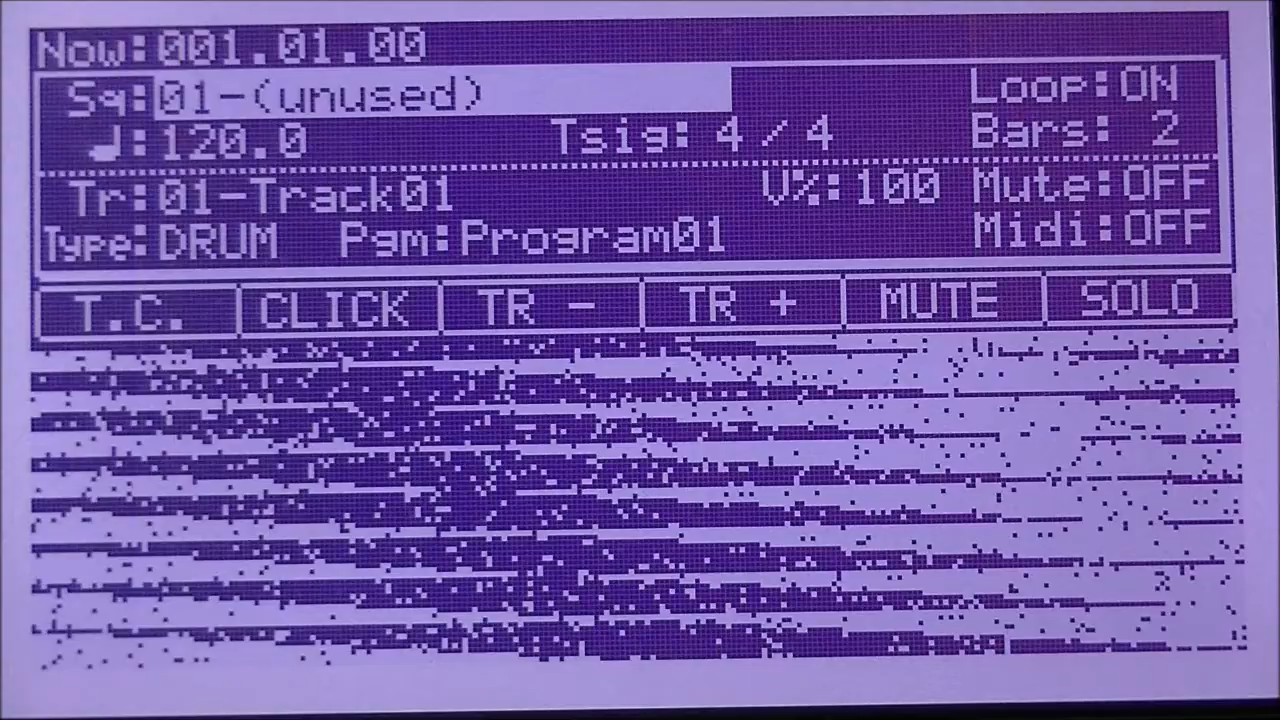 Now:001.01.00
Sq:01-(unused) Loop:ON
♩:120.0 Tsig: 4/4 Bars: 2
Tr:01-Track01 V%:100 Mute:OFF
Type:DRUM Pgm:Program01 Midi:OFF
T.C. CLICK TR - TR + MUTE SOLO